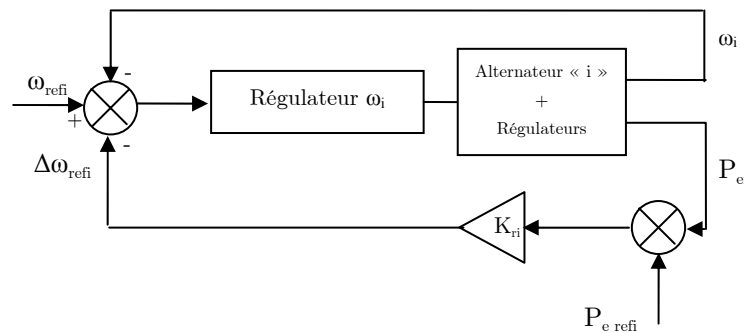 ω_refi
+
-
-
Δω_refi
Régulateur ω_i
Alternateur « i »
+
Régulateurs
ω_i
P_e
K_ri
P_e refi